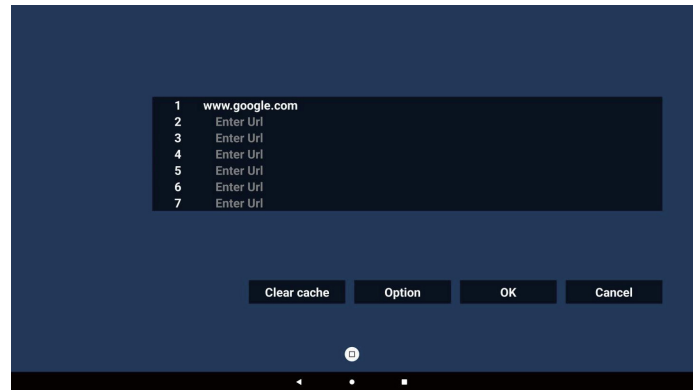 1 www.google.com
2 Enter Url
3 Enter Url
4 Enter Url
5 Enter Url
6 Enter Url
7 Enter Url
Clear cache Option OK Cancel